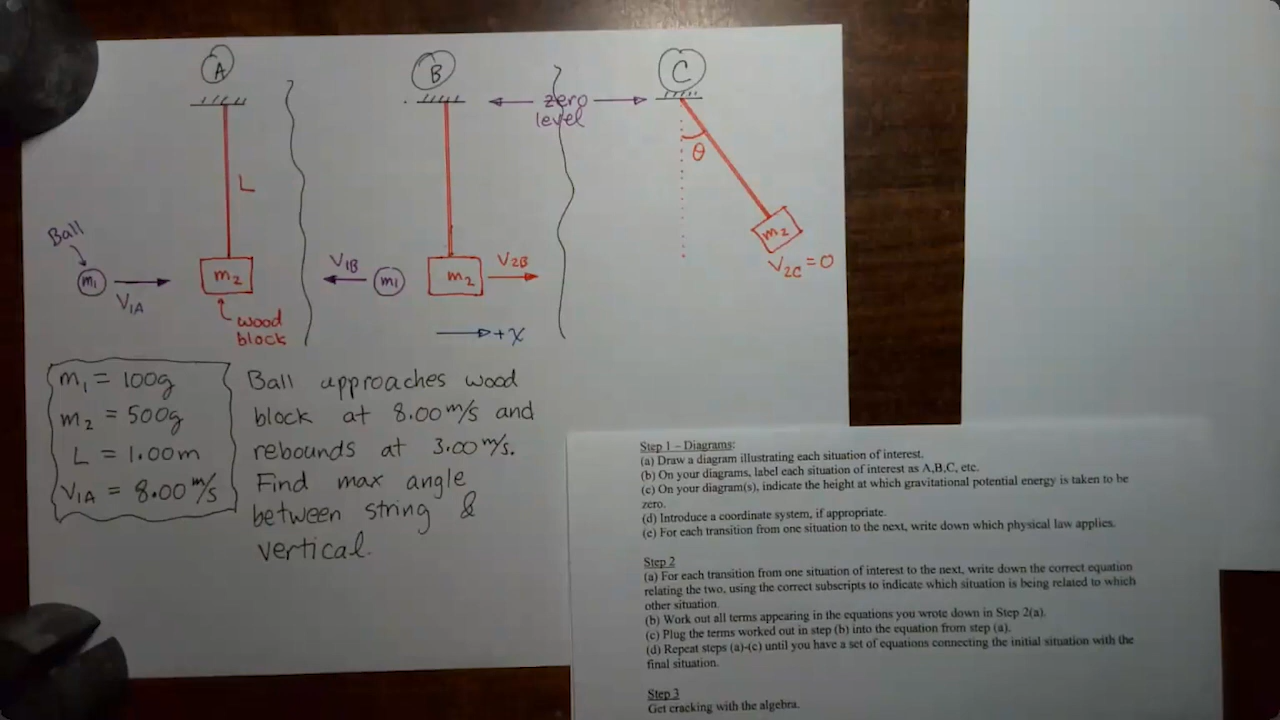 A
B
C
zero
level
L
θ
Ball
m₁
V₁A
m₂
wood
block
V₁B
m₁
m₂
V₂B
+x
m₂
V₂C = 0
m₁ = 100g
m₂ = 500g
L = 1.00m
V₁A = 8.00 m/s
Ball approaches wood
block at 8.00 m/s and
rebounds at 3.00 m/s.
Find max angle
between string &
vertical.
Step 1 – Diagrams:
(a) Draw a diagram illustrating each situation of interest.
(b) On your diagrams, label each situation of interest as A,B,C, etc.
(c) On your diagram(s), indicate the height at which gravitational potential energy is taken to be
zero.
(d) Introduce a coordinate system, if appropriate.
(e) For each transition from one situation to the next, write down which physical law applies.
Step 2
(a) For each transition from one situation of interest to the next, write down the correct equation
relating the two, using the correct subscripts to indicate which situation is being related to which
other situation.
(b) Work out all terms appearing in the equations you wrote down in Step 2(a).
(c) Plug the terms worked out in step (b) into the equation from step (a).
(d) Repeat steps (a)-(c) until you have a set of equations connecting the initial situation with the
final situation.
Step 3
Get cracking with the algebra.